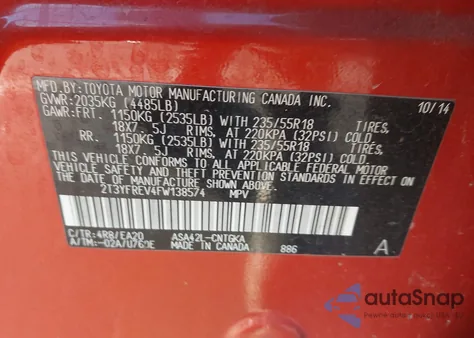 MFD.BY:TOYOTA MOTOR MANUFACTURING CANADA INC.
GVWR:2035KG (4485LB) 10/14
GAWR:FRT. 1150KG (2535LB) WITH 235/55R18 TIRES,
18X7. 5J RIMS, AT 220KPA (32PSI) COLD
RR. 1150KG (2535LB) WITH 235/55R18 TIRES,
18X7. 5J RIMS, AT 220KPA (32PSI) COLD
THIS VEHICLE CONFORMS TO ALL APPLICABLE FEDERAL MOTOR
VEHICLE SAFETY AND THEFT PREVENTION STANDARDS IN
EFFECT ON THE DATE OF MANUFACTURE SHOWN ABOVE.
2T3YFREV4FW138574 MPV
C/TR:4R8/EA20 ASA42L-CNTGKA
A/TM:-02A/U760E MADE IN CANADA 886 A
autoSnap